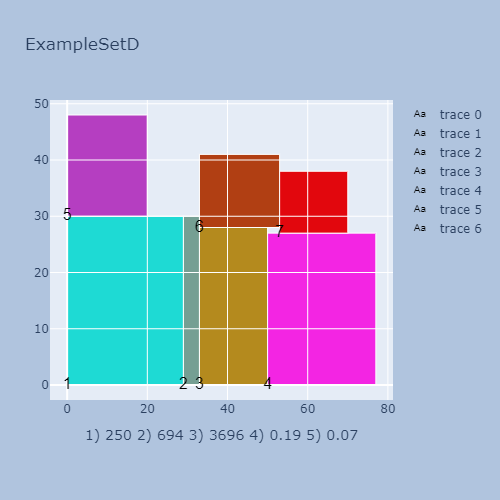 ExampleSetD
50
40
30
20
10
0
0 20 40 60 80
5
6
7
1 2 3 4
1) 250 2) 694 3) 3696 4) 0.19 5) 0.07
Aa trace 0
Aa trace 1
Aa trace 2
Aa trace 3
Aa trace 4
Aa trace 5
Aa trace 6